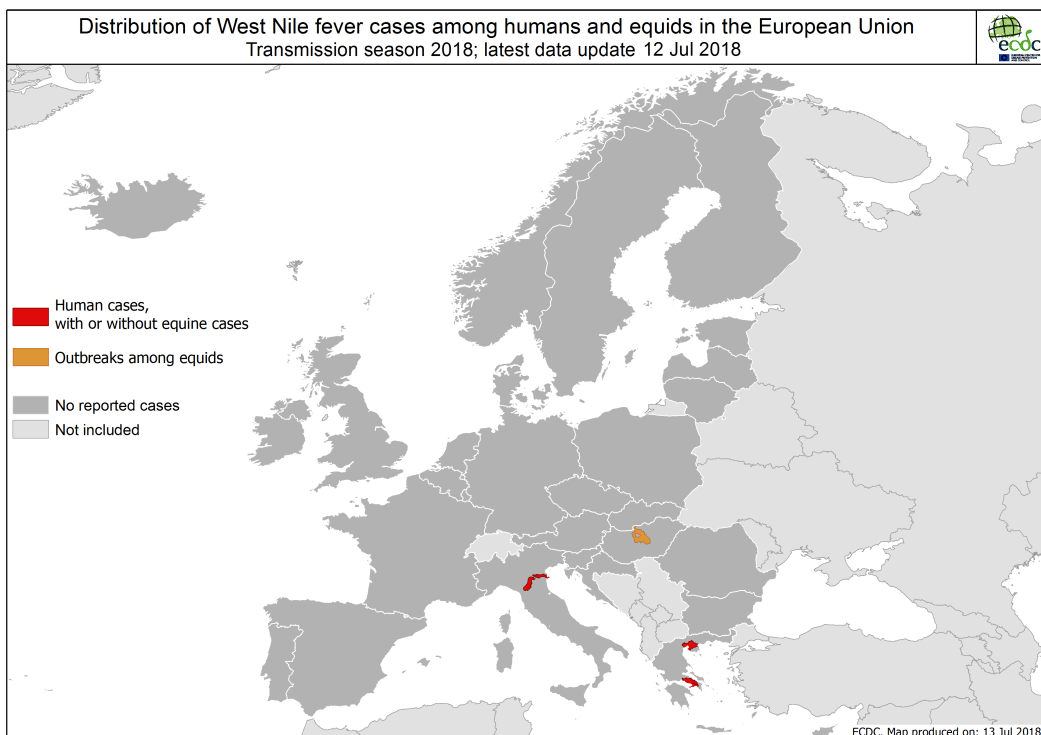 Distribution of West Nile fever cases among humans and equids in the European Union
Transmission season 2018; latest data update 12 Jul 2018
ecdc
Human cases,
with or without equine cases
Outbreaks among equids
No reported cases
Not included
ECDC. Map produced on: 13 Jul 2018